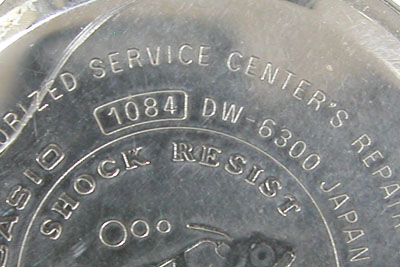 ORIZED SERVICE CENTER'S REPAIR
CASIO 1084 DW-6300 JAPAN
SHOCK RESIST